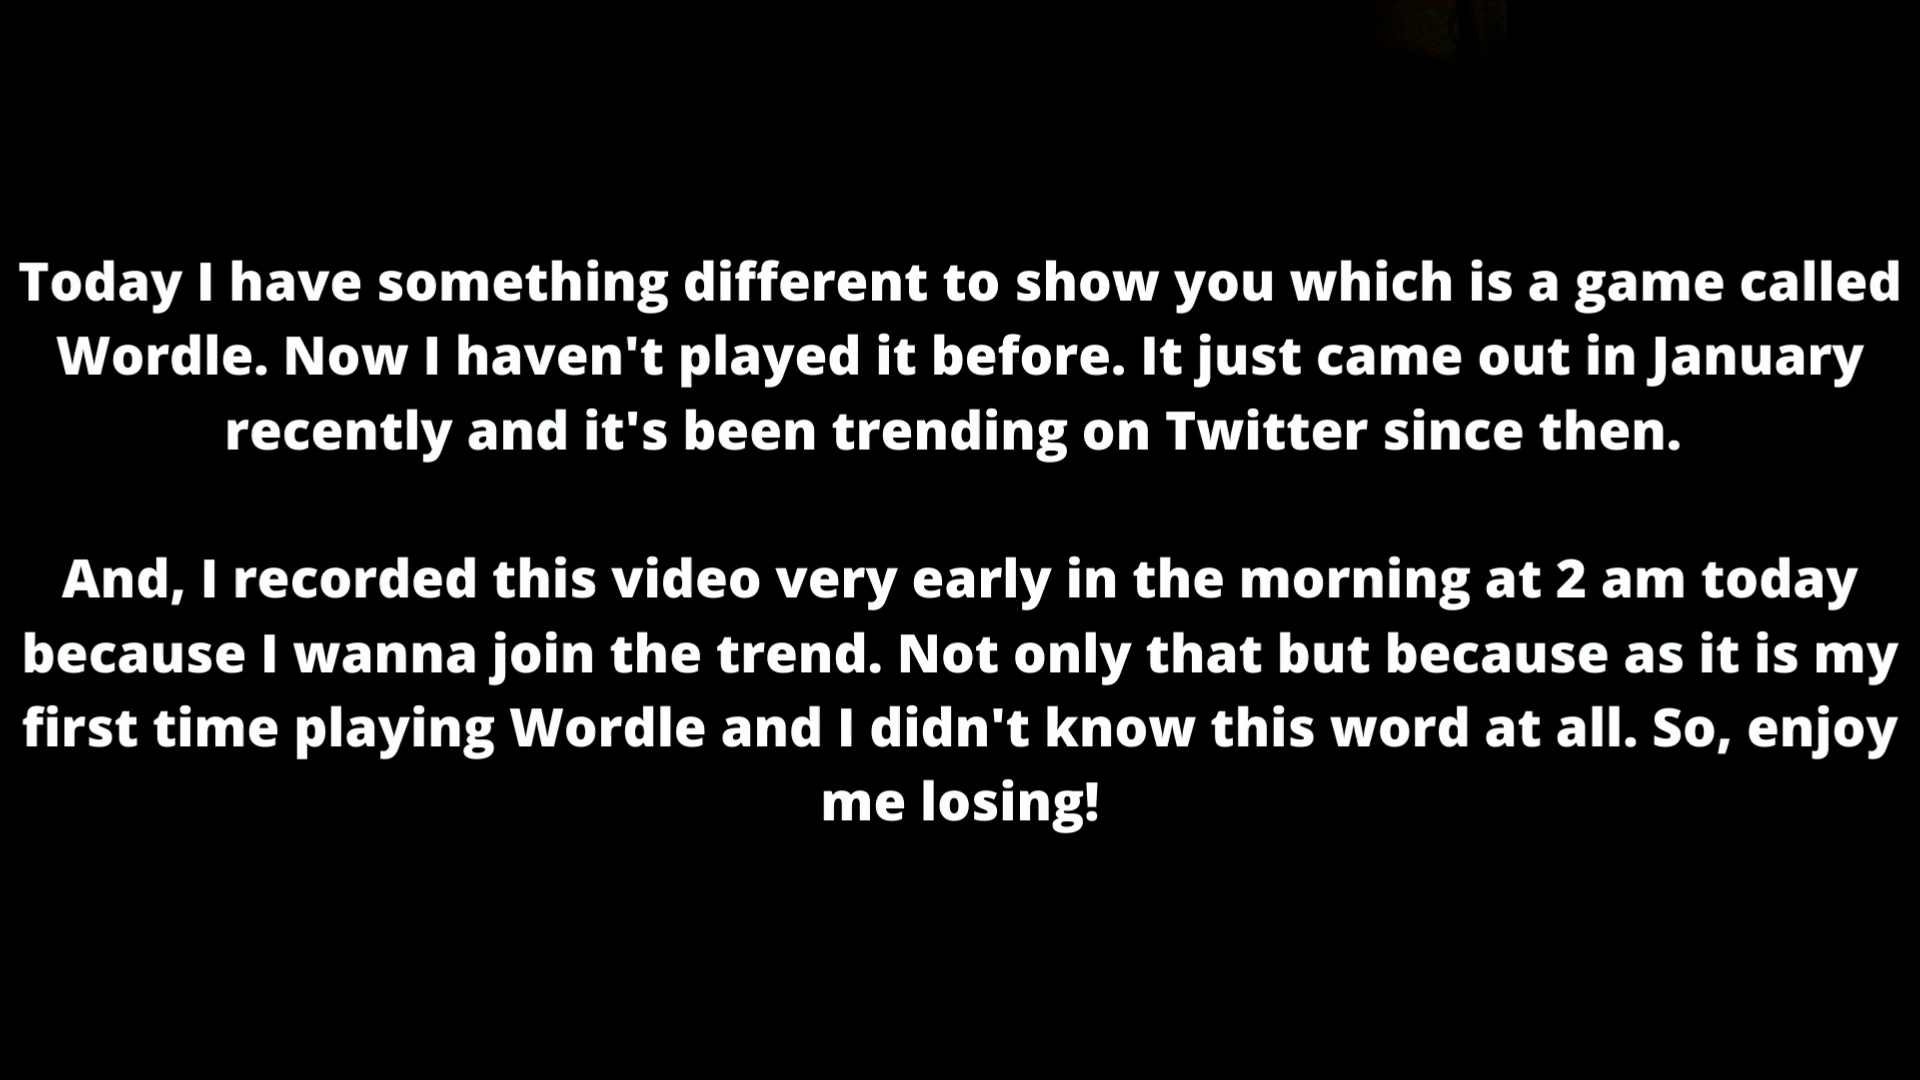 Today I have something different to show you which is a game called
Wordle. Now I haven't played it before. It just came out in January
recently and it's been trending on Twitter since then.
And, I recorded this video very early in the morning at 2 am today
because I wanna join the trend. Not only that but because as it is my
first time playing Wordle and I didn't know this word at all. So, enjoy
me losing!